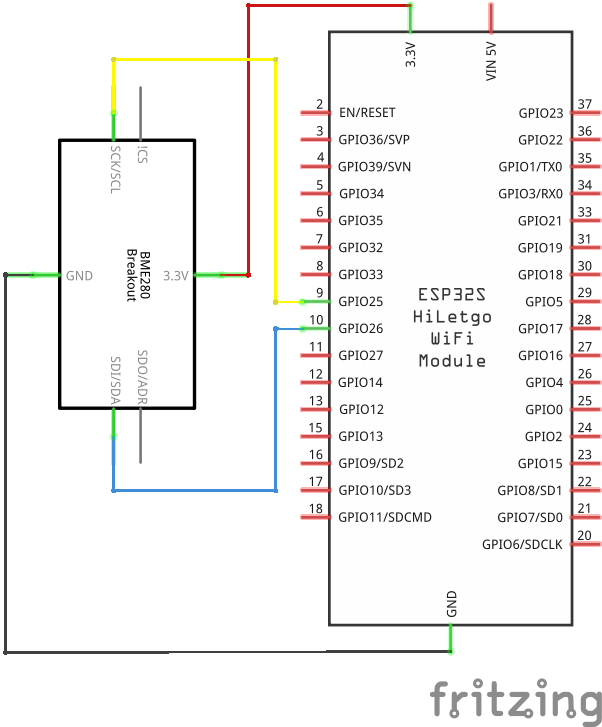 3.3V
VIN 5V
SCK/SCL
!CS
GND
BME280
Breakout
3.3V
SDI/SDA
SDO/ADR
2 EN/RESET
3 GPIO36/SVP
4 GPIO39/SVN
5 GPIO34
6 GPIO35
7 GPIO32
8 GPIO33
9 GPIO25
10 GPIO26
11 GPIO27
12 GPIO14
13 GPIO12
15 GPIO13
16 GPIO9/SD2
17 GPIO10/SD3
18 GPIO11/SDCMD
ESP32S
HiLetgo
WiFi
Module
GPIO23 37
GPIO22 36
GPIO1/TX0 35
GPIO3/RX0 34
GPIO21 33
GPIO19 31
GPIO18 30
GPIO5 29
GPIO17 28
GPIO16 27
GPIO4 26
GPIO0 25
GPIO2 24
GPIO15 23
GPIO8/SD1 22
GPIO7/SD0 21
GPIO6/SDCLK 20
GND
fritzing